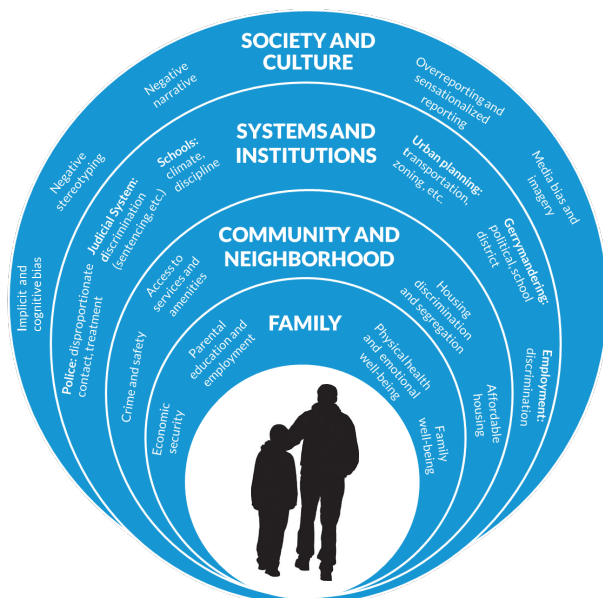 SOCIETY AND
CULTURE
Implicit and
cognitive bias
Negative
stereotyping
Negative
narrative
Overreporting and
sensationalized
reporting
Media bias and
imagery
SYSTEMS AND
INSTITUTIONS
Police: disproportionate
contact, treatment
Judicial System:
discrimination
(sentencing, etc.)
Schools:
climate,
discipline
Urban planning:
transportation,
zoning, etc.
Gerrymandering:
political, school
district
Employment:
discrimination
COMMUNITY AND
NEIGHBORHOOD
Crime and safety
Access to
services and
amenities
Housing
discrimination
and segregation
Affordable
housing
FAMILY
Economic
security
Parental
education and
employment
Physical health
and emotional
well-being
Family
well-being